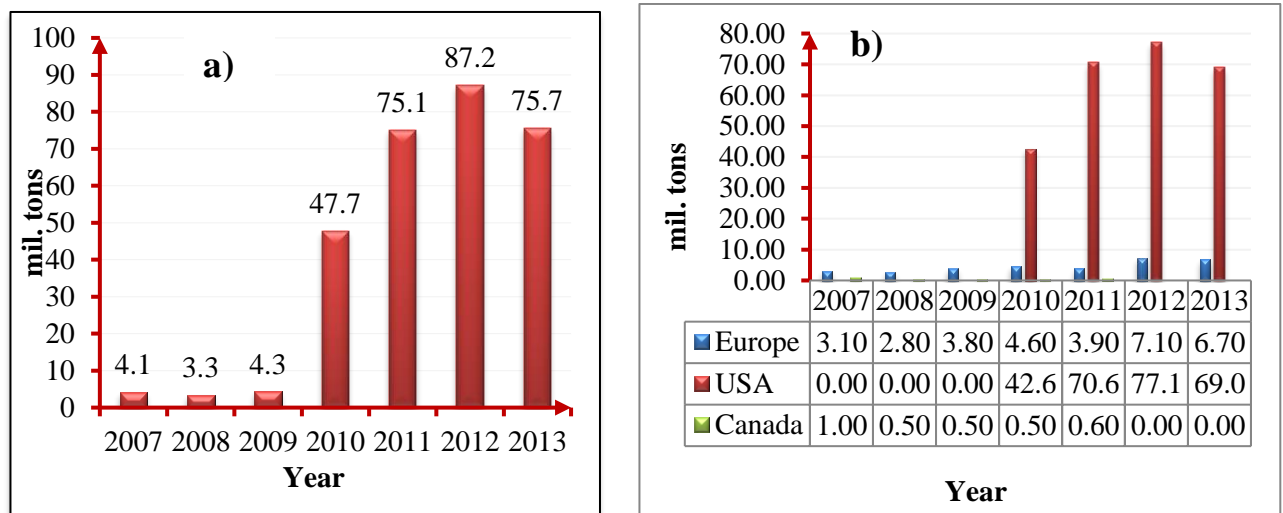 a)
mil. tons
100
90
80
70
60
50
40
30
20
10
0
4.1
3.3
4.3
47.7
75.1
87.2
75.7
2007 2008 2009 2010 2011 2012 2013
Year
b)
mil. tons
80.00
70.00
60.00
50.00
40.00
30.00
20.00
10.00
0.00
2007 2008 2009 2010 2011 2012 2013
Europe 3.10 2.80 3.80 4.60 3.90 7.10 6.70
USA 0.00 0.00 0.00 42.6 70.6 77.1 69.0
Canada 1.00 0.50 0.50 0.50 0.60 0.00 0.00
Year